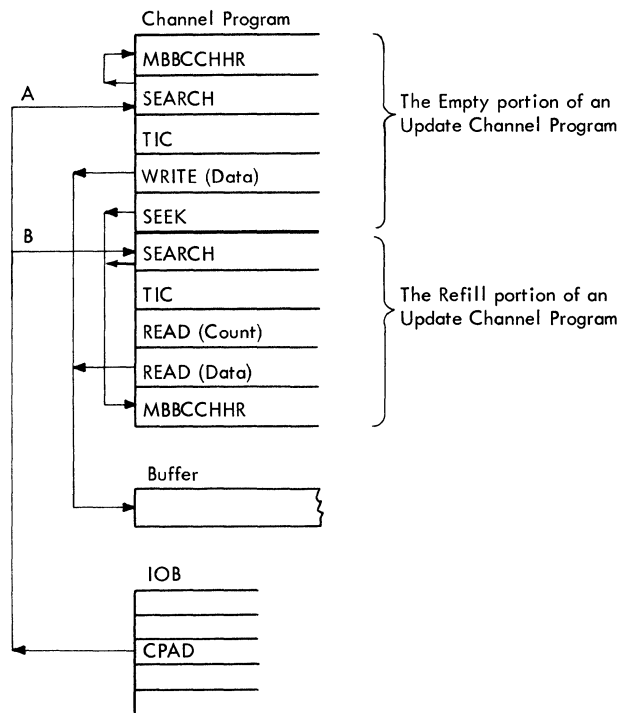 Channel Program
MBBCCHHR
A
SEARCH
The Empty portion of an
Update Channel Program
TIC
WRITE (Data)
SEEK
B
SEARCH
TIC
The Refill portion of an
Update Channel Program
READ (Count)
READ (Data)
MBBCCHHR
Buffer
IOB
CPAD